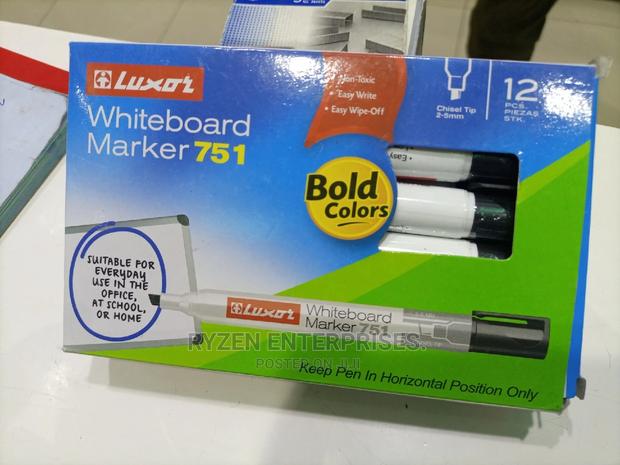 Luxor
Whiteboard
Marker 751
Non-Toxic
• Easy Write
• Easy Wipe-Off
Chisel Tip
2-5mm
12
PCS.
PIEZAS
STK.
• Easy
Bold
Colors
SUITABLE FOR
EVERYDAY
USE IN THE
OFFICE,
AT SCHOOL,
OR HOME
Luxor
Whiteboard
Marker 751
RYZEN ENTERPRISES.
POSTED ON JIJI
Keep Pen In Horizontal Position Only